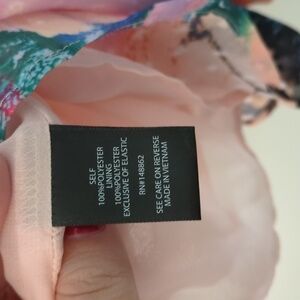 SELF
100%POLYESTER
LINING
100%POLYESTER
EXCLUSIVE OF ELASTIC
RN#148862
SEE CARE ON REVERSE
MADE IN VIETNAM